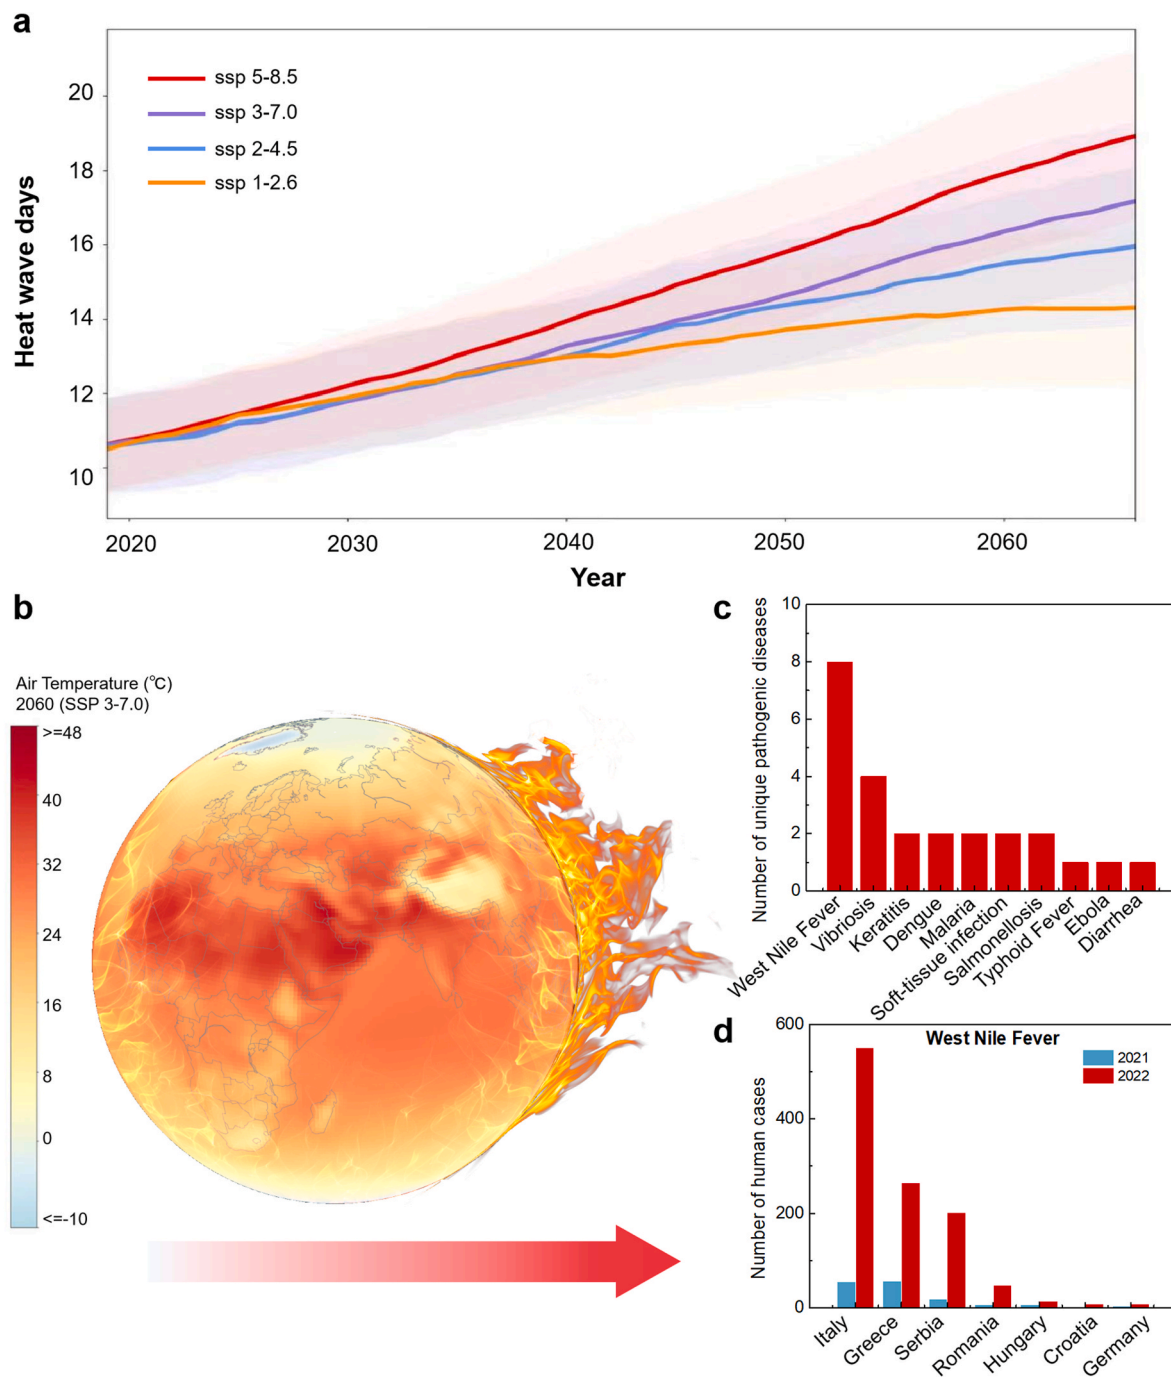 a
ssp 5-8.5
ssp 3-7.0
ssp 2-4.5
ssp 1-2.6
Heat wave days
20
18
16
14
12
10
2020
2030
2040
2050
2060
Year
b
Air Temperature (°C)
2060 (SSP 3-7.0)
>=48
40
32
24
16
8
0
<=-10
c
Number of unique pathogenic diseases
10
8
6
4
2
0
West Nile Fever
Vibriosis
Keratitis
Dengue
Malaria
Soft-tissue infection
Salmonellosis
Typhoid Fever
Ebola
Diarrhea
d
West Nile Fever
2021
2022
Number of human cases
600
400
200
0
Italy
Greece
Serbia
Romania
Hungary
Croatia
Germany